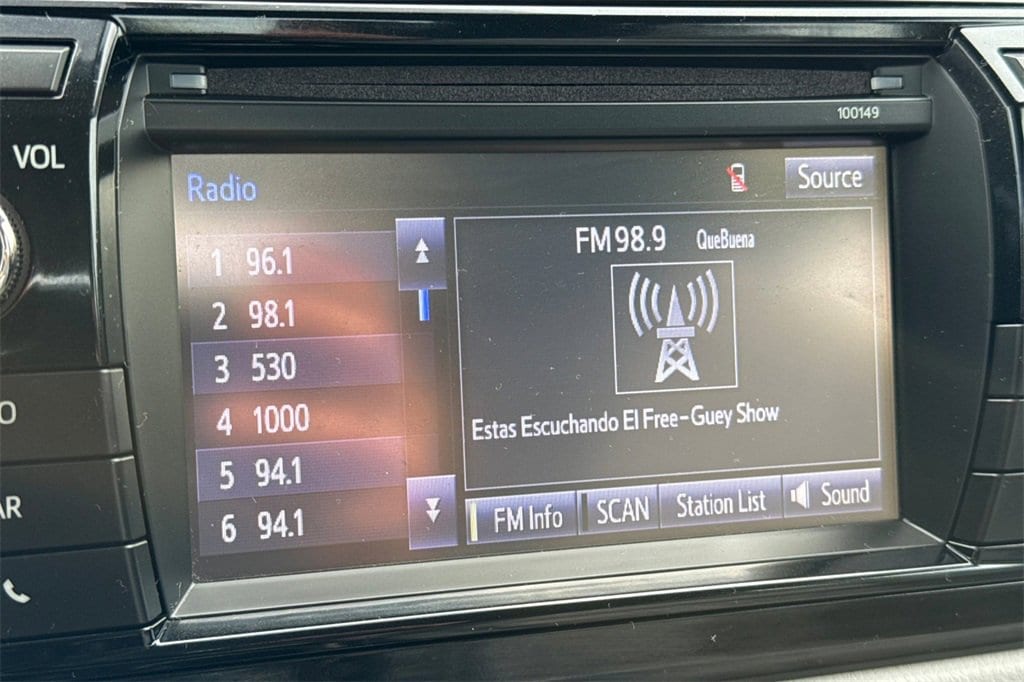 100149
VOL
Radio
Source
1 96.1
2 98.1
3 530
4 1000
5 94.1
6 94.1
FM 98.9 QueBuena
Estas Escuchando El Free-Guey Show
FM Info
SCAN
Station List
Sound